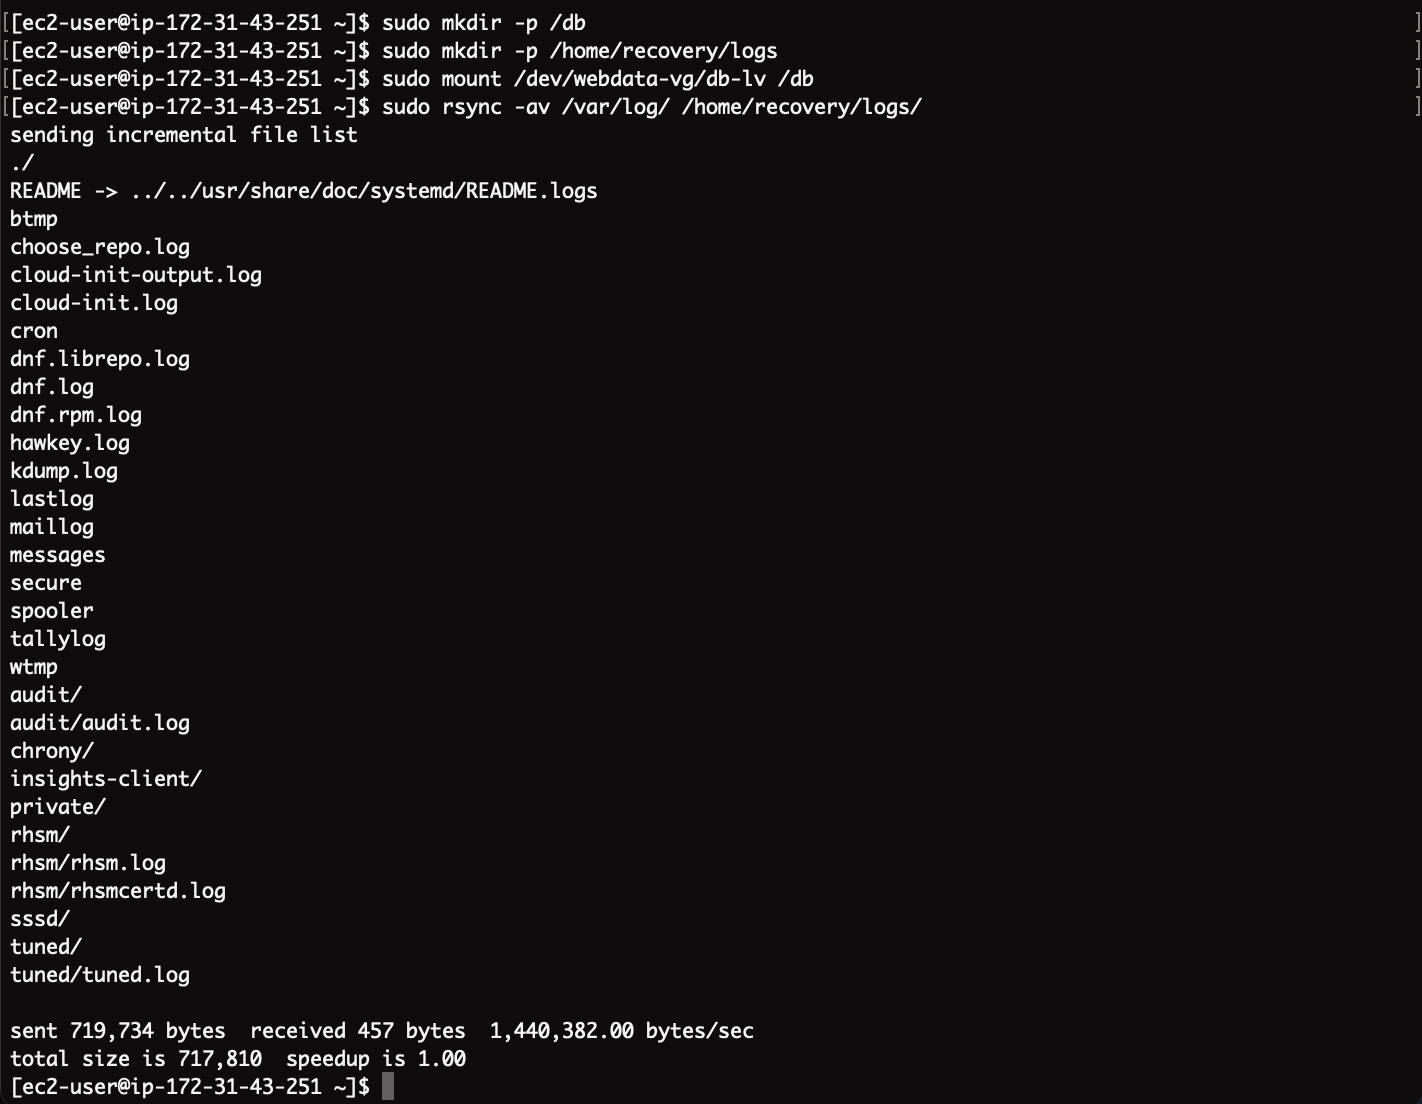 [[ec2-user@ip-172-31-43-251 ~]$ sudo mkdir -p /db ]
[[ec2-user@ip-172-31-43-251 ~]$ sudo mkdir -p /home/recovery/logs ]
[[ec2-user@ip-172-31-43-251 ~]$ sudo mount /dev/webdata-vg/db-lv /db ]
[[ec2-user@ip-172-31-43-251 ~]$ sudo rsync -av /var/log/ /home/recovery/logs/ ]
sending incremental file list
./
README -> ../../usr/share/doc/systemd/README.logs
btmp
choose_repo.log
cloud-init-output.log
cloud-init.log
cron
dnf.librepo.log
dnf.log
dnf.rpm.log
hawkey.log
kdump.log
lastlog
maillog
messages
secure
spooler
tallylog
wtmp
audit/
audit/audit.log
chrony/
insights-client/
private/
rhsm/
rhsm/rhsm.log
rhsm/rhsmcertd.log
sssd/
tuned/
tuned/tuned.log
sent 719,734 bytes  received 457 bytes  1,440,382.00 bytes/sec
total size is 717,810  speedup is 1.00
[ec2-user@ip-172-31-43-251 ~]$